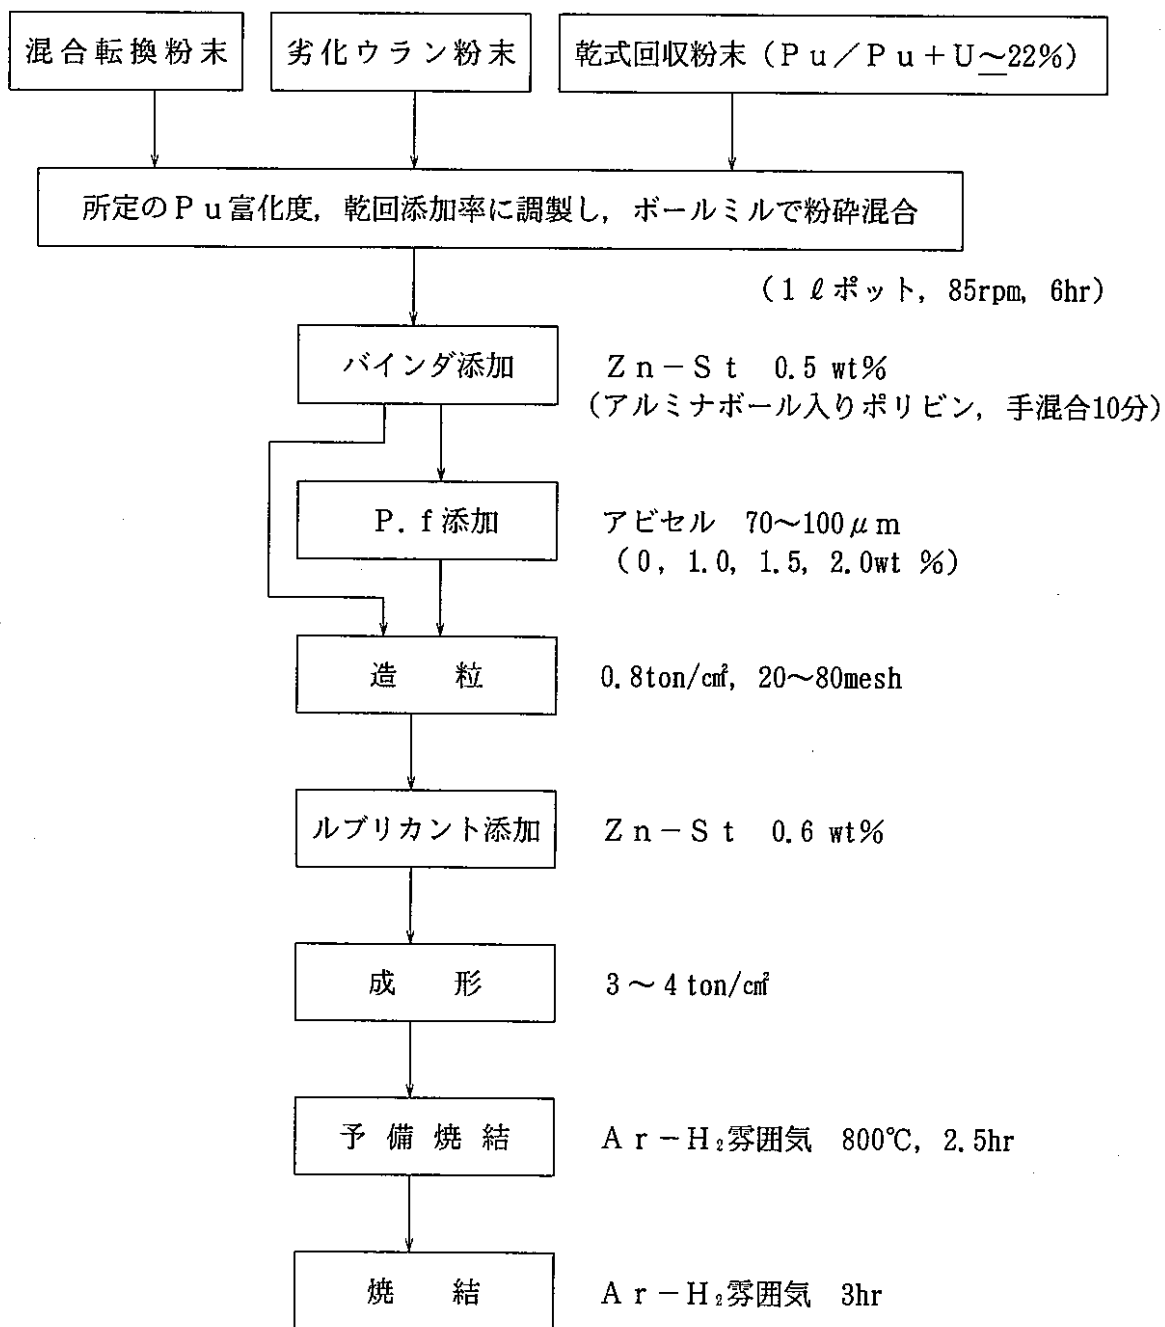 混合転換粉末
劣化ウラン粉末
乾式回収粉末（Pu／Pu＋U～22％）
所定のPu富化度，乾回添加率に調製し，ボールミルで粉砕混合
（1ℓポット，85rpm，6hr）
バインダ添加
Zn－St 0.5 wt％
（アルミナボール入りポリビン，手混合10分）
P.f添加
アビセル 70～100μm
（0，1.0，1.5，2.0wt ％）
造 粒
0.8ton/㎠，20～80mesh
ルブリカント添加
Zn－St 0.6 wt％
成 形
3～4 ton/㎠
予備焼結
Ar－H₂雰囲気 800℃，2.5hr
焼 結
Ar－H₂雰囲気 3hr